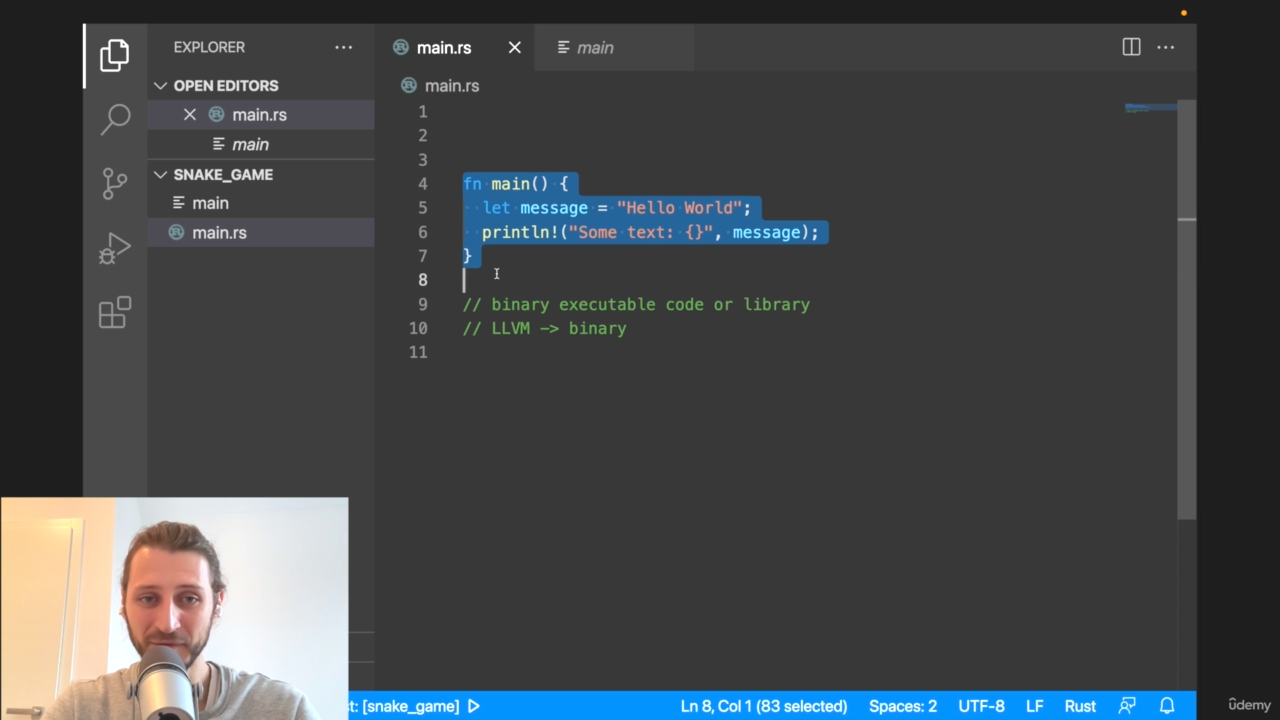 EXPLORER
main.rs
main
OPEN EDITORS
main.rs
main.rs
main
SNAKE_GAME
main
main.rs
1
2
3
4 fn main() {
5 let message = "Hello World";
6 println!("Some text: {}", message);
7 }
8
9 // binary executable code or library
10 // LLVM -> binary
11
st: [snake_game]
Ln 8, Col 1 (83 selected)
Spaces: 2
UTF-8
LF
Rust
ûdemy